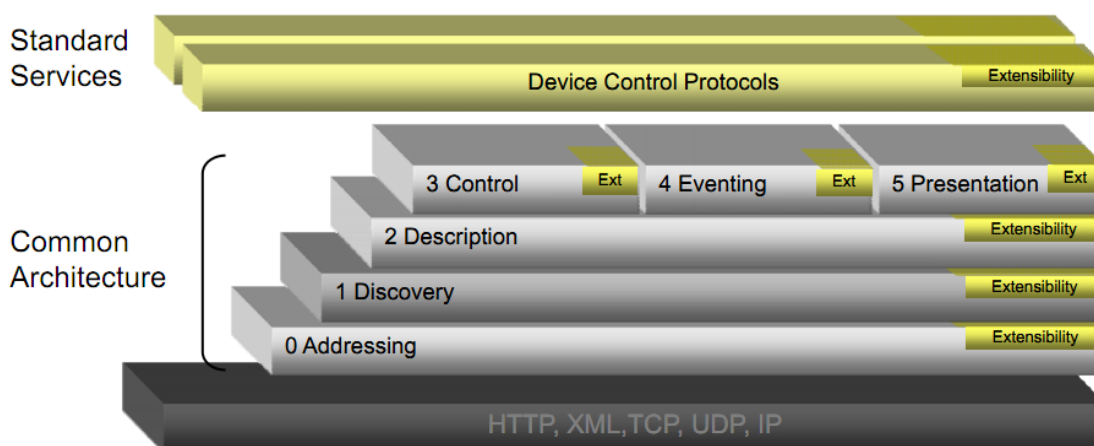 Standard
Services
Device Control Protocols
Extensibility
Common
Architecture
3 Control
Ext
4 Eventing
Ext
5 Presentation
Ext
2 Description
Extensibility
1 Discovery
Extensibility
0 Addressing
Extensibility
HTTP, XML,TCP, UDP, IP